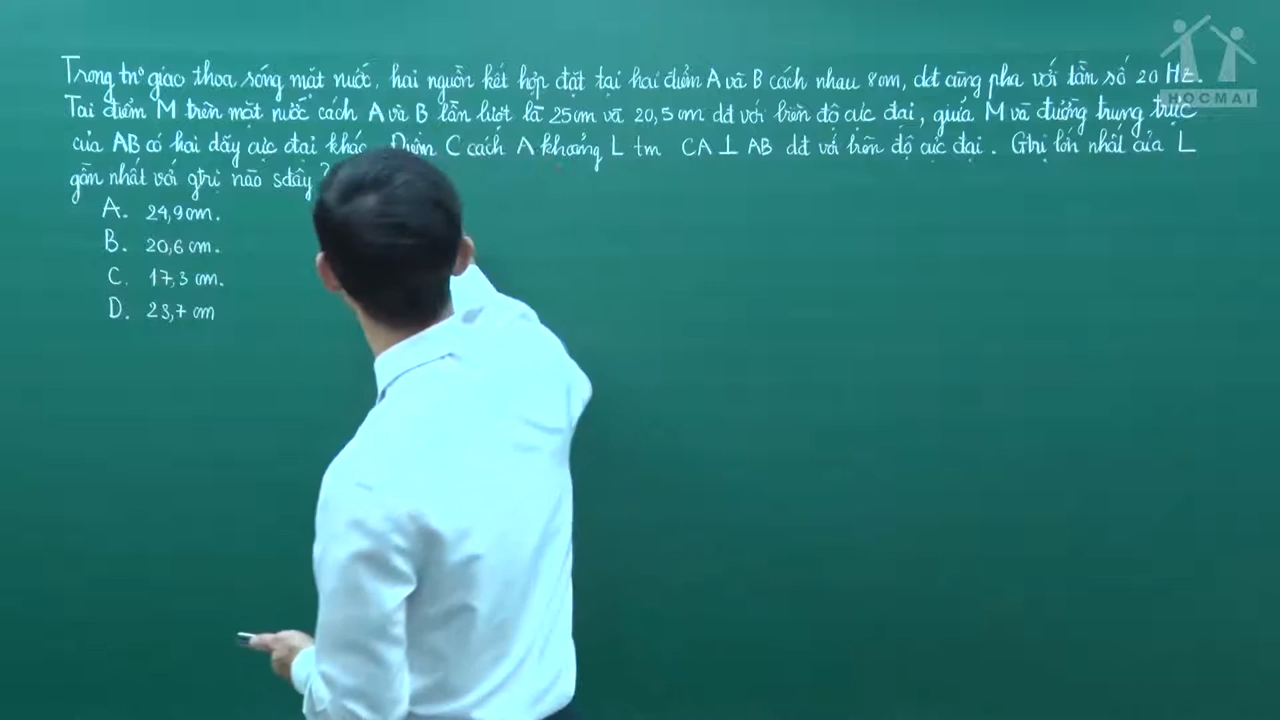 HOCMAI
Trong tno giao thoa sóng mặt nước, hai nguồn kết hợp đặt tại hai điểm A và B cách nhau 8cm, dđ cùng pha với tần số 20 Hz.
Tại điểm M trên mặt nước cách A và B lần lượt là 25cm và 20,5cm dđ với biên độ cực đại, giữa M và đường trung trực
của AB có hai dãy cực đại khác. Điểm C cách A khoảng L tm CA ⊥ AB dđ với biên độ cực đại. Gtrị lớn nhất của L
gần nhất với gtrị nào sđây?
A. 24,9cm.
B. 20,6cm.
C. 17,3cm.
D. 23,7cm